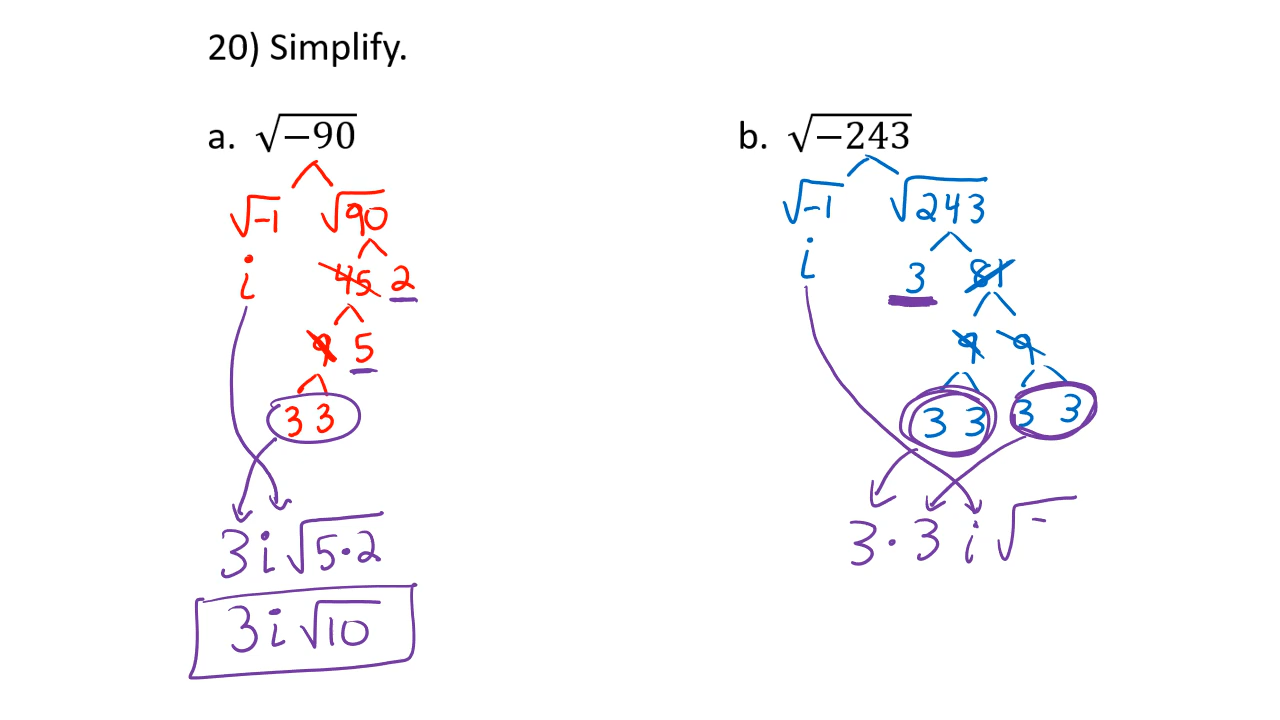 20) Simplify.
a. √−90
√-1 √90
i 45 2
9 5
3 3
3i√5·2
3i√10
b. √−243
√-1 √243
i 3 81
9 9
3 3 3 3
3·3i√